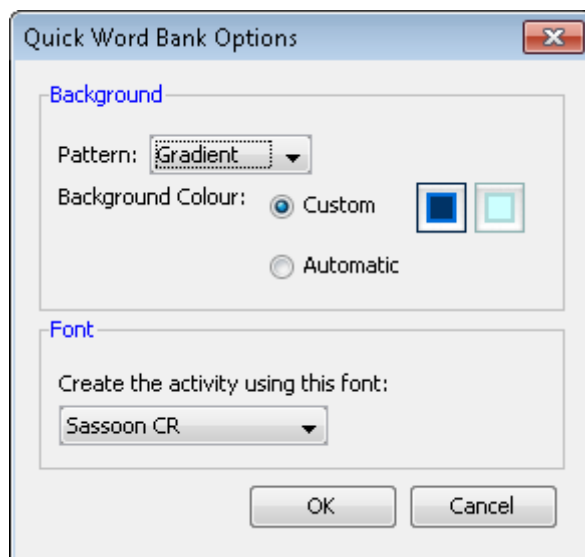 Quick Word Bank Options
Background
Pattern: Gradient
Background Colour: Custom
Automatic
Font
Create the activity using this font:
Sassoon CR
OK Cancel